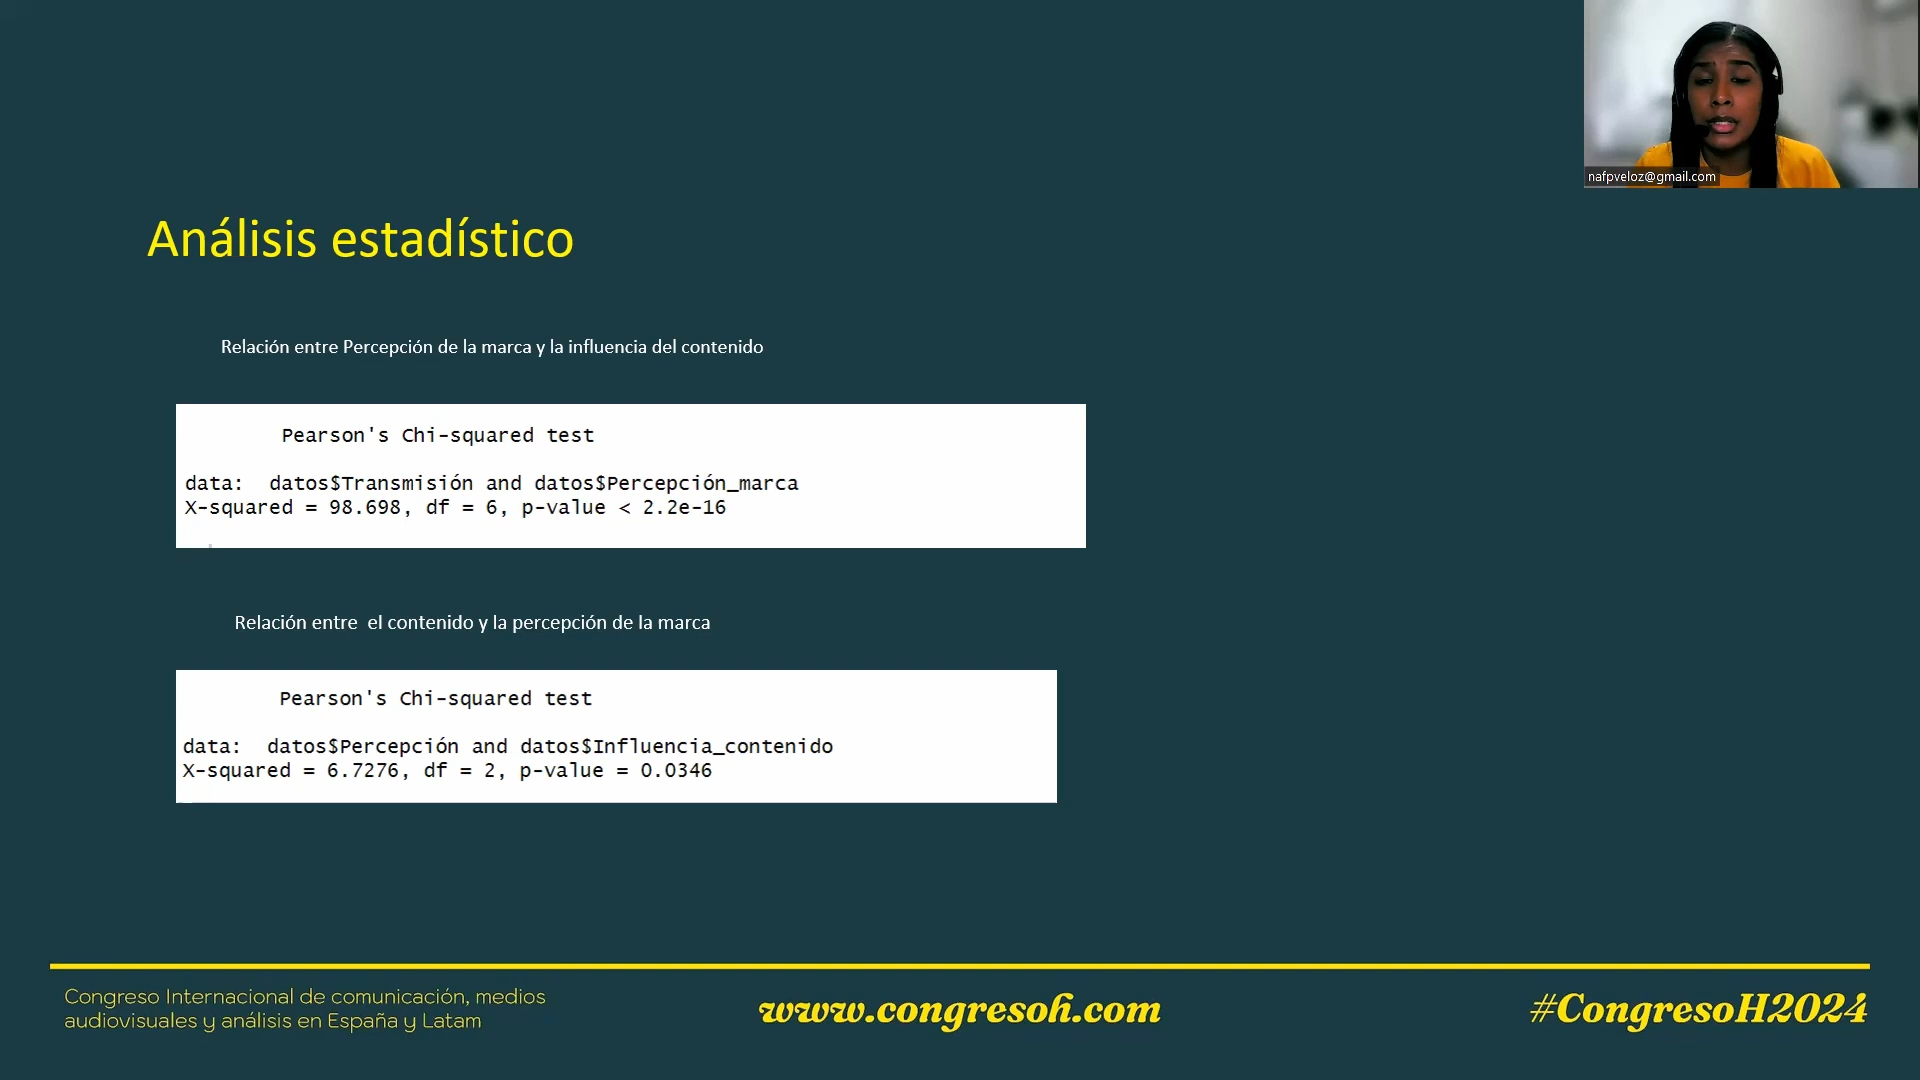 nafpveloz@gmail.com
Análisis estadístico
Relación entre Percepción de la marca y la influencia del contenido
Pearson's Chi-squared test
data:  datos$Transmisión and datos$Percepción_marca
X-squared = 98.698, df = 6, p-value < 2.2e-16
Relación entre  el contenido y la percepción de la marca
Pearson's Chi-squared test
data:  datos$Percepción and datos$Influencia_contenido
X-squared = 6.7276, df = 2, p-value = 0.0346
Congreso Internacional de comunicación, medios
audiovisuales y análisis en España y Latam
www.congresoh.com
#CongresoH2024